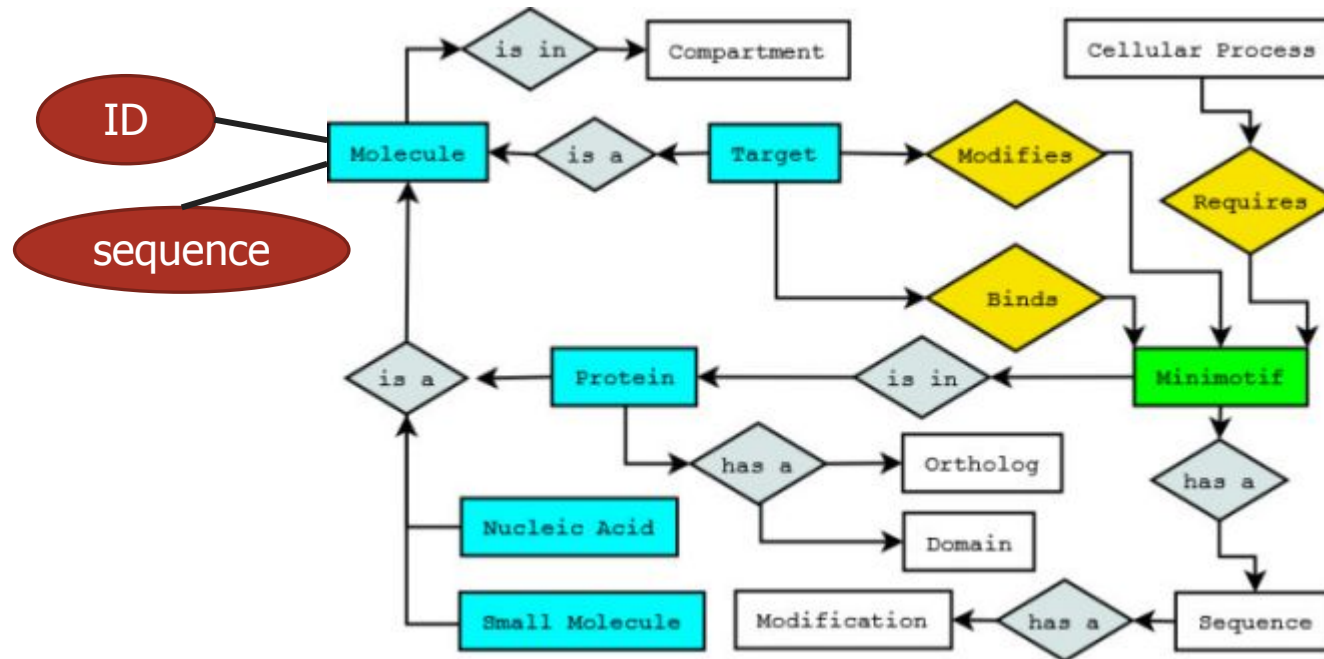 is in
Compartment
Cellular Process
ID
Molecule
is a
Target
Modifies
Requires
sequence
Binds
is a
Protein
is in
Minimotif
has a
Ortholog
has a
Nucleic Acid
Domain
Small Molecule
Modification
has a
Sequence